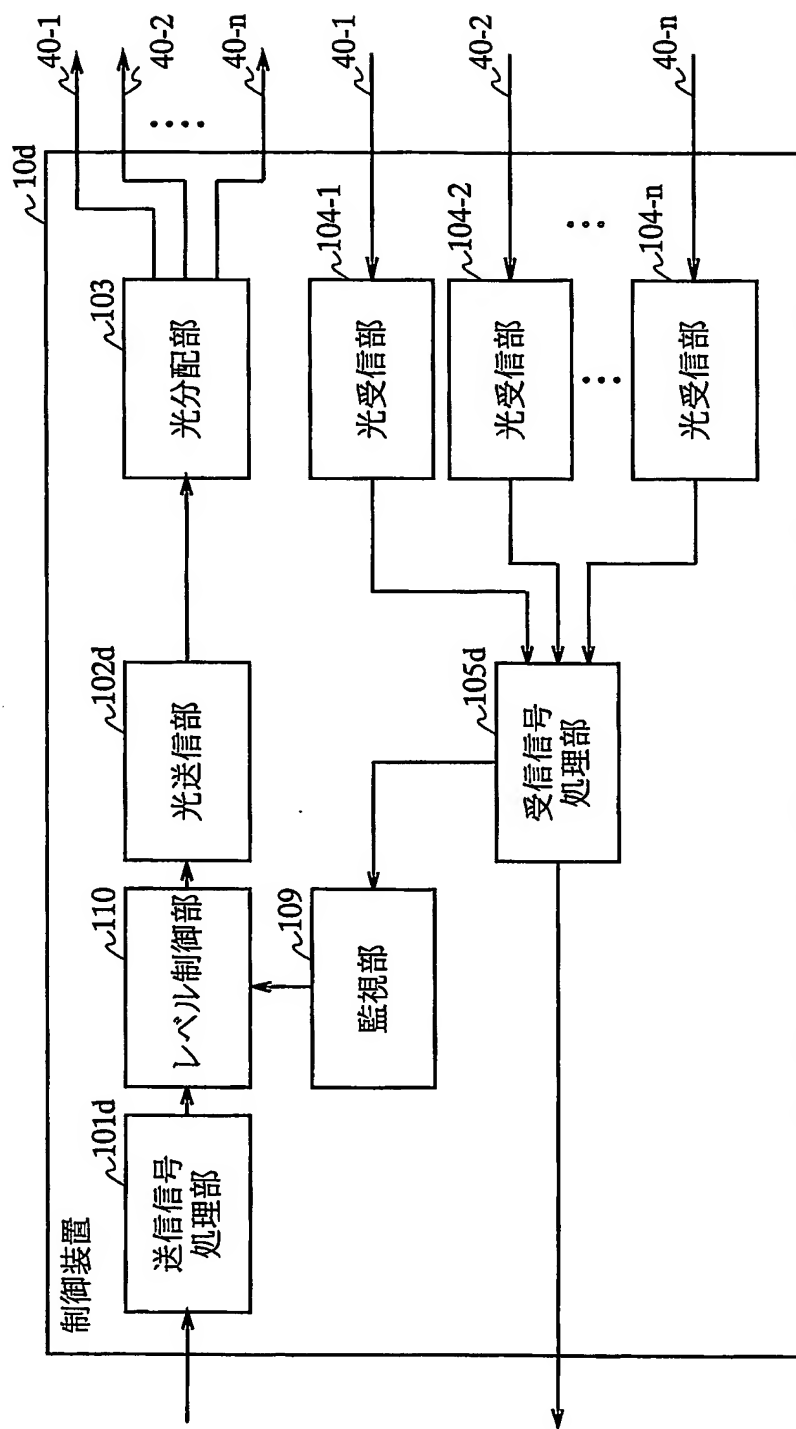 制御装置
10d
送信信号
処理部
101d
レベル制御部
110
光送信部
102d
光分配部
103
40-1
40-2
....
40-n
監視部
109
受信信号
処理部
105d
光受信部
104-1
40-1
光受信部
104-2
40-2
...
...
光受信部
104-n
40-n